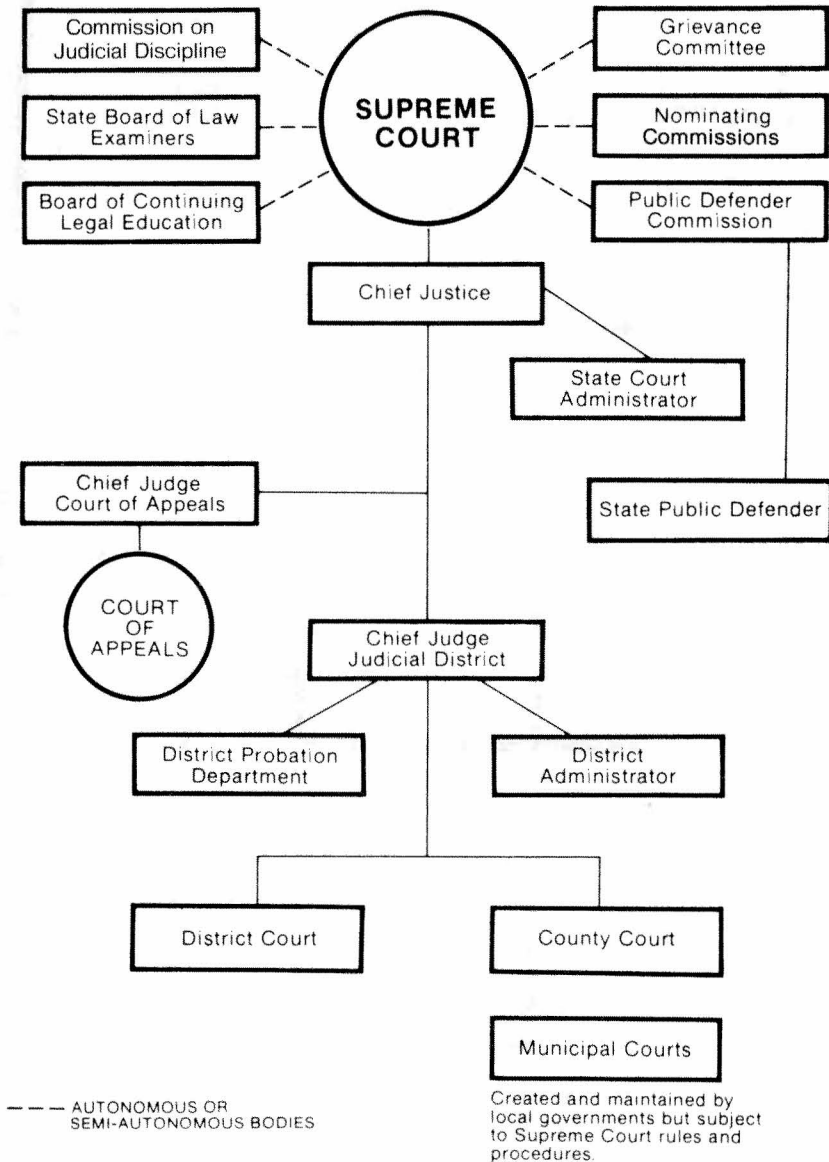 Commission on
Judicial Discipline
State Board of Law
Examiners
Board of Continuing
Legal Education
SUPREME
COURT
Grievance
Committee
Nominating
Commissions
Public Defender
Commission
Chief Justice
State Court
Administrator
Chief Judge
Court of Appeals
State Public Defender
COURT
OF
APPEALS
Chief Judge
Judicial District
District Probation
Department
District
Administrator
District Court
County Court
Municipal Courts
Created and maintained by
local governments but subject
to Supreme Court rules and
procedures.
AUTONOMOUS OR
SEMI-AUTONOMOUS BODIES